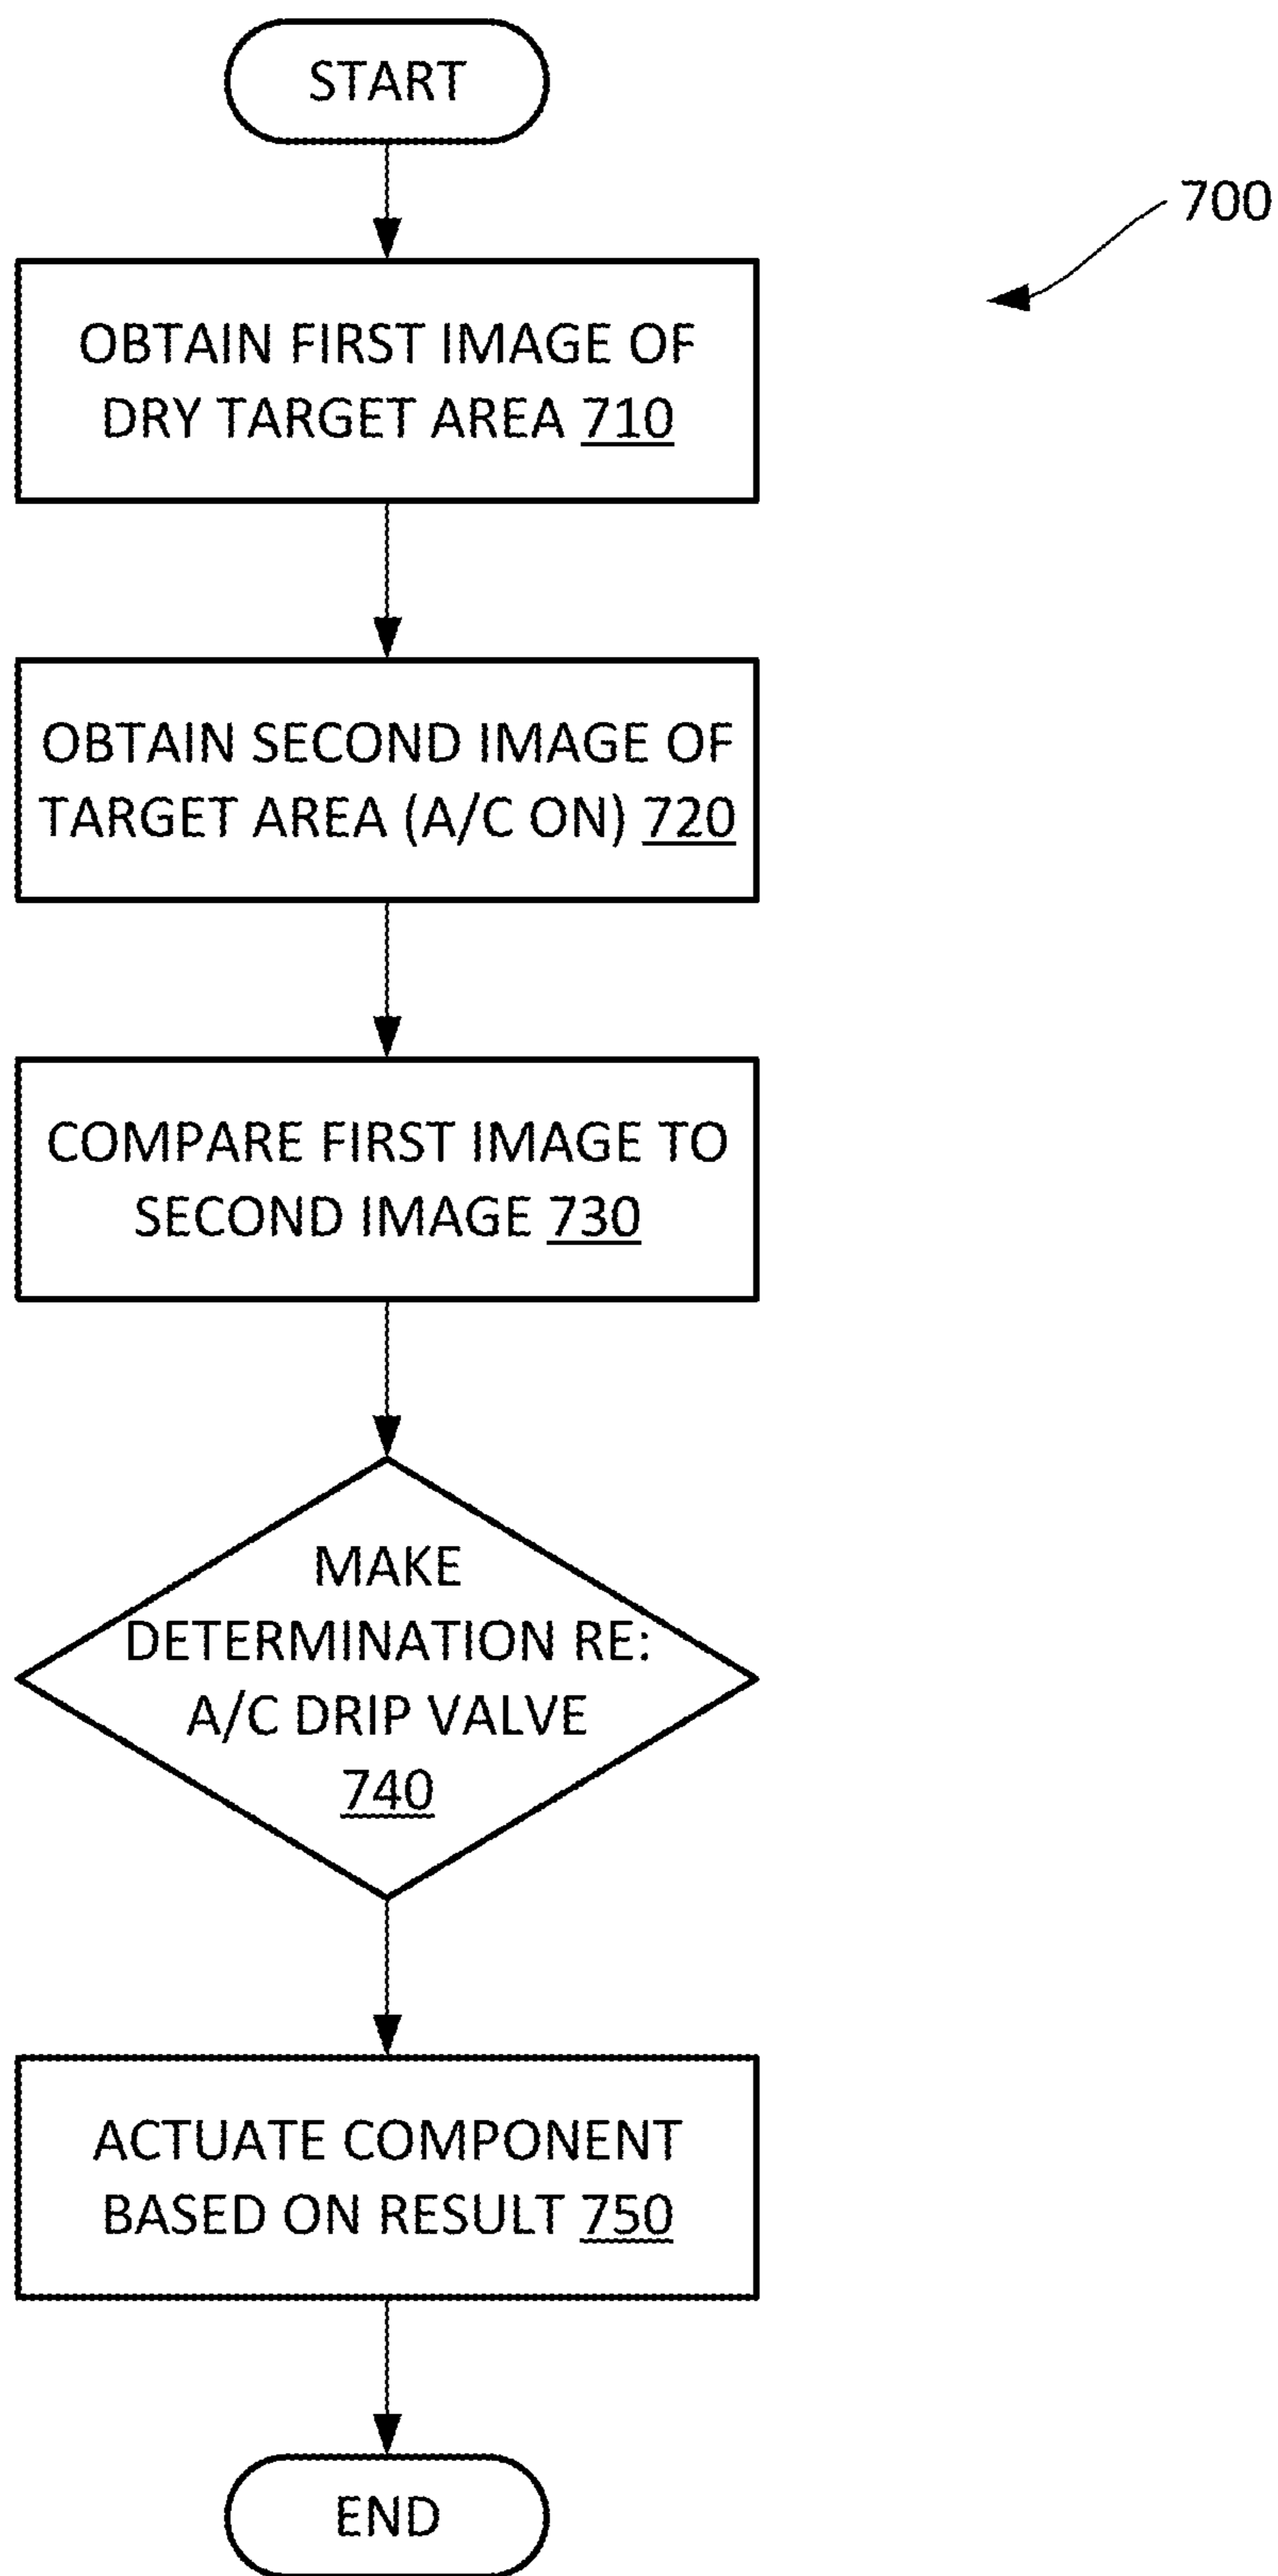 START
700
OBTAIN FIRST IMAGE OF
DRY TARGET AREA 710
OBTAIN SECOND IMAGE OF
TARGET AREA (A/C ON) 720
COMPARE FIRST IMAGE TO
SECOND IMAGE 730
MAKE
DETERMINATION RE:
A/C DRIP VALVE
740
ACTUATE COMPONENT
BASED ON RESULT 750
END